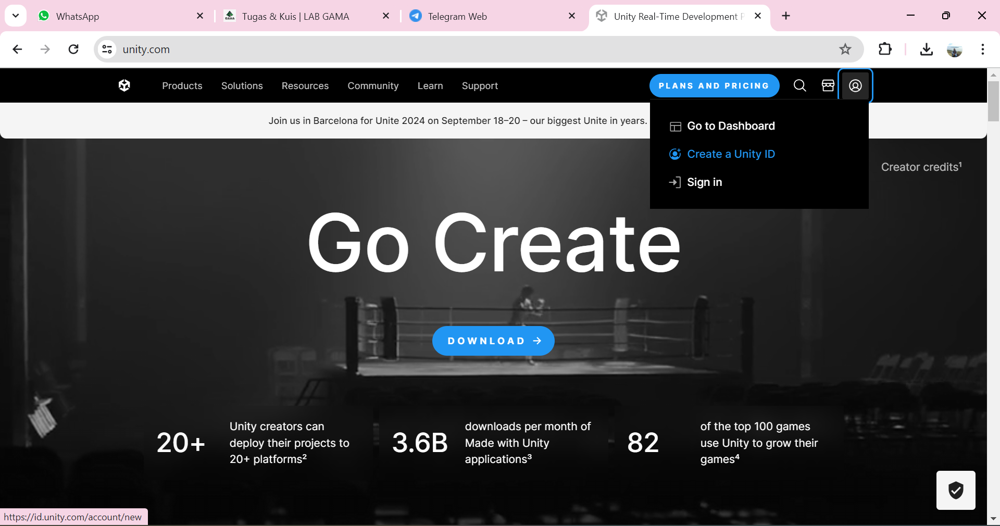 WhatsApp
Tugas & Kuis | LAB GAMA
Telegram Web
Unity Real-Time Development P
unity.com
Products
Solutions
Resources
Community
Learn
Support
PLANS AND PRICING
Join us in Barcelona for Unite 2024 on September 18–20 – our biggest Unite in years.
Go to Dashboard
Create a Unity ID
Sign in
Creator credits¹
Go Create
DOWNLOAD →
20+
Unity creators can
deploy their projects to
20+ platforms²
3.6B
downloads per month of
Made with Unity
applications³
82
of the top 100 games
use Unity to grow their
games⁴
https://id.unity.com/account/new